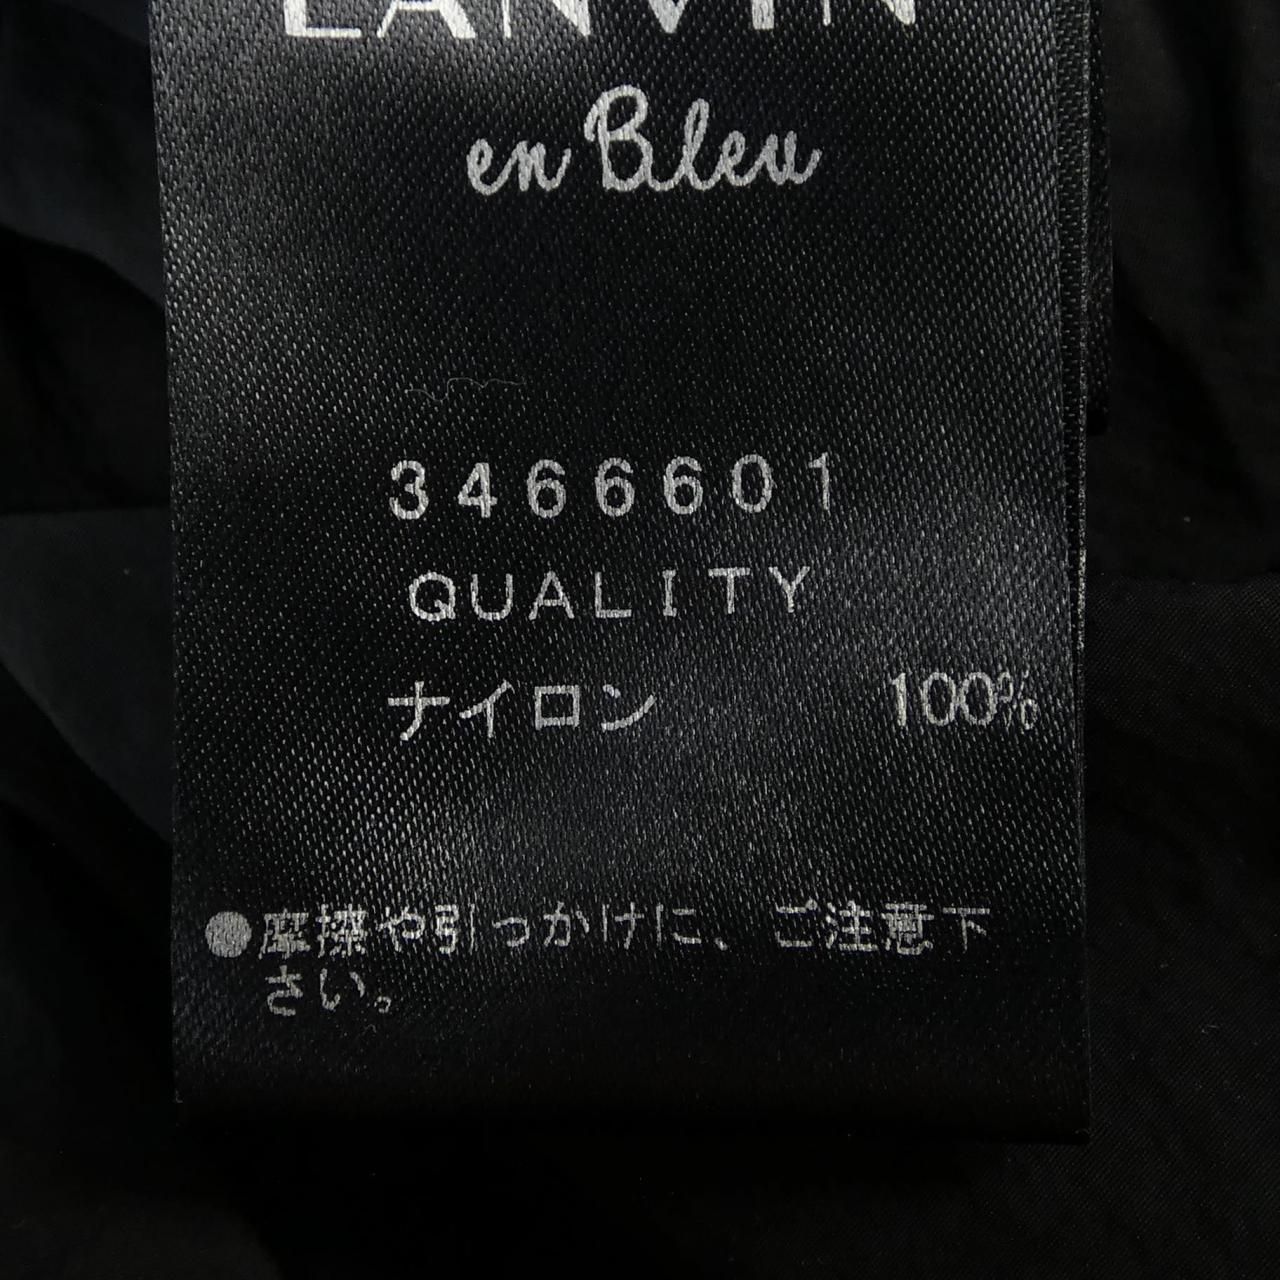 LANVIN
en Bleu
3466601
QUALITY
ナイロン 100%
●摩擦や引っかけに、ご注意下
さい。